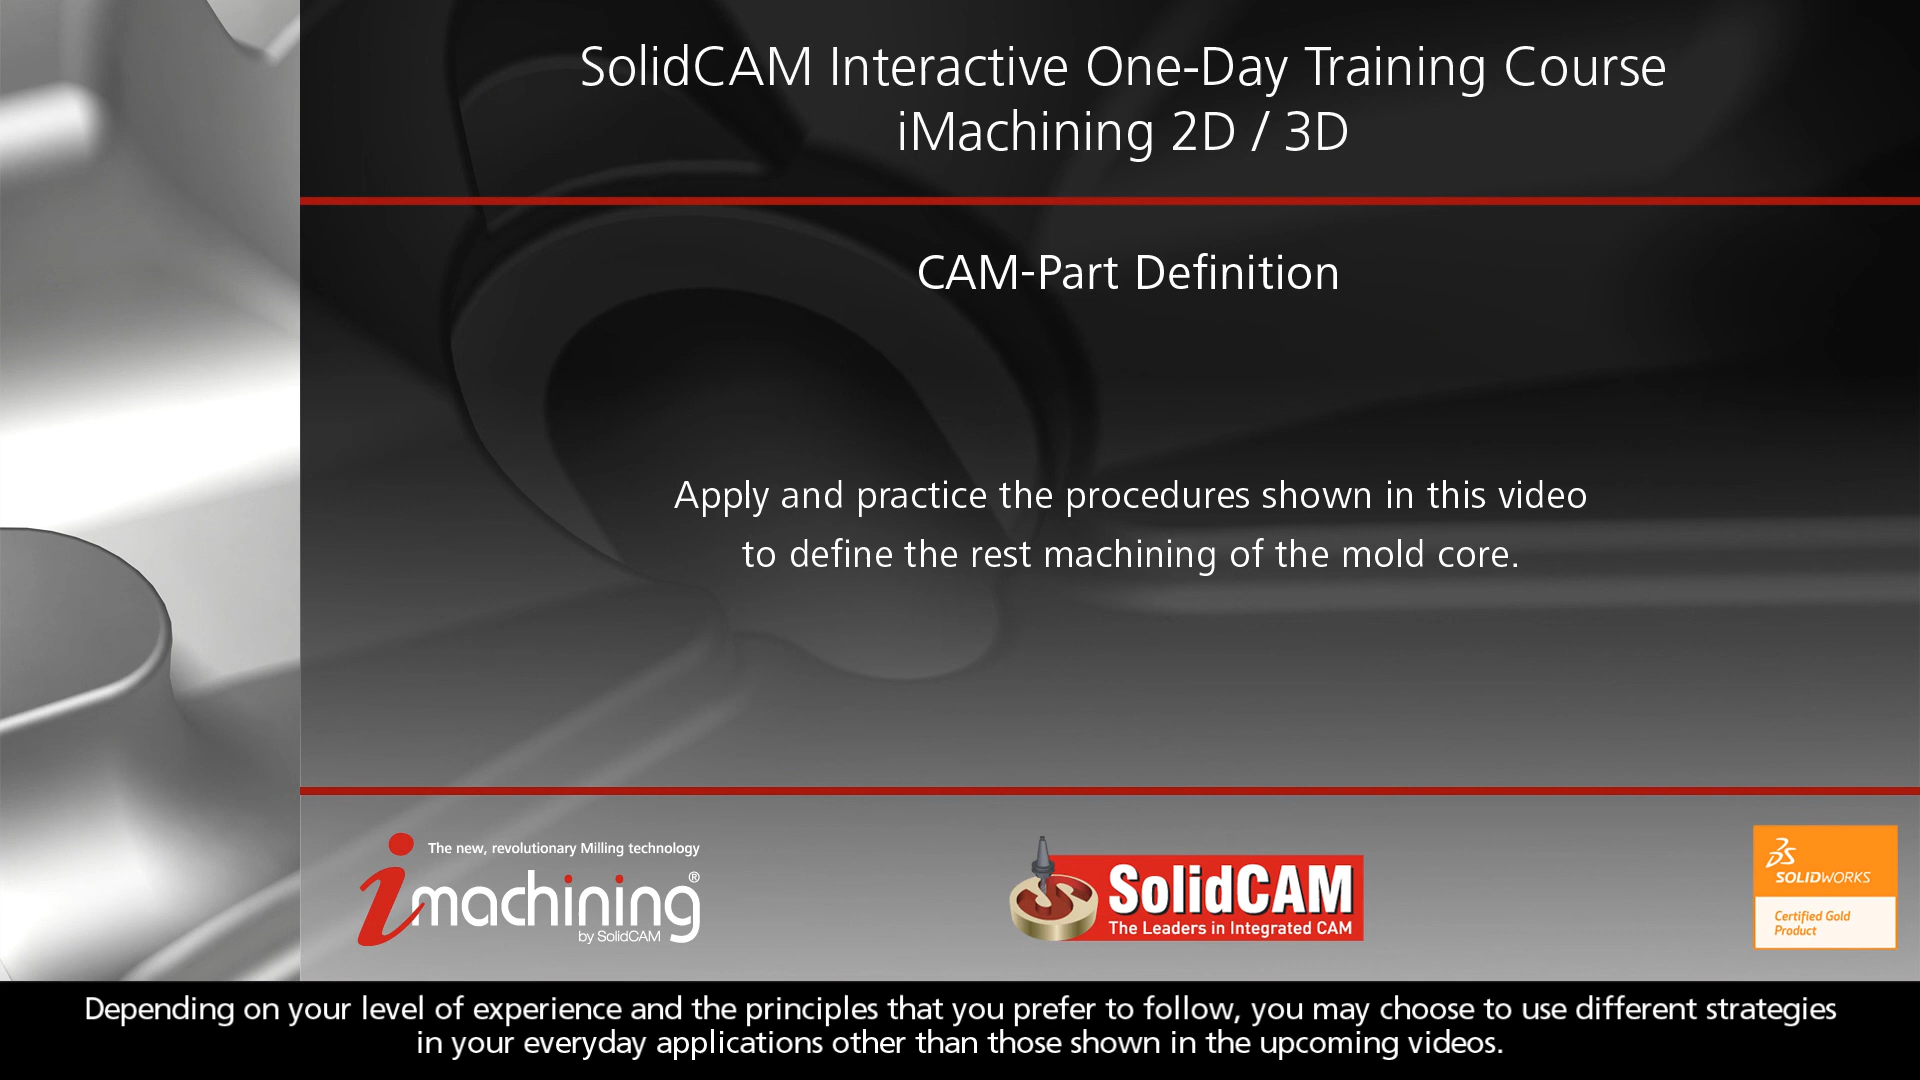 SolidCAM Interactive One-Day Training Course
iMachining 2D / 3D
CAM-Part Definition
Apply and practice the procedures shown in this video
to define the rest machining of the mold core.
The new, revolutionary Milling technology
imachining®
by SolidCAM
SolidCAM
The Leaders in Integrated CAM
3DS
SOLIDWORKS
Certified Gold
Product
Depending on your level of experience and the principles that you prefer to follow, you may choose to use different strategies
in your everyday applications other than those shown in the upcoming videos.